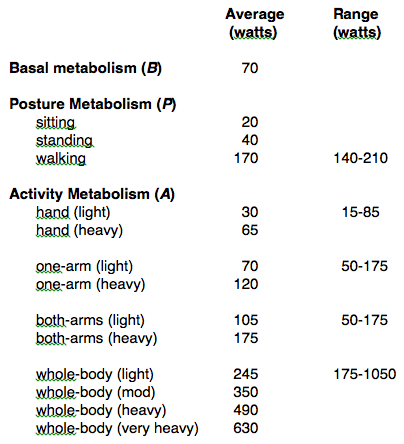 Average Range
(watts) (watts)
Basal metabolism (B) 70
Posture Metabolism (P)
sitting 20
standing 40
walking 170 140-210
Activity Metabolism (A)
hand (light) 30 15-85
hand (heavy) 65
one-arm (light) 70 50-175
one-arm (heavy) 120
both-arms (light) 105 50-175
both-arms (heavy) 175
whole-body (light) 245 175-1050
whole-body (mod) 350
whole-body (heavy) 490
whole-body (very heavy) 630